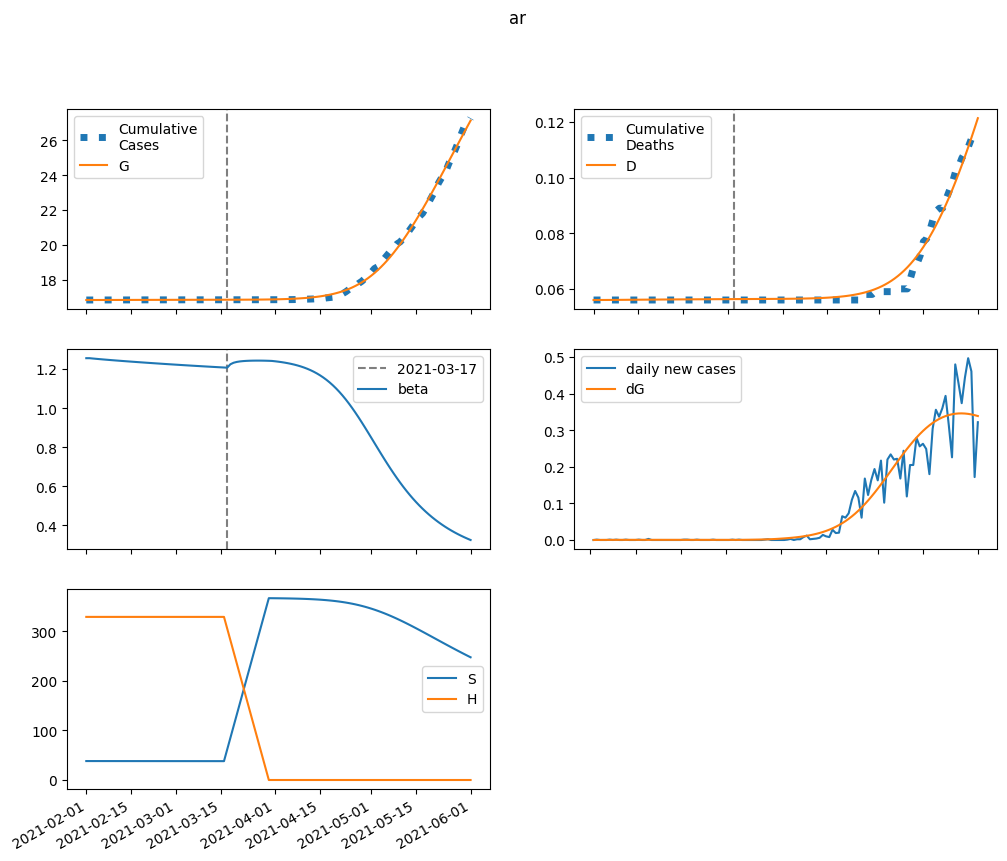 ar
Cumulative
Cases
G
26
24
22
20
18
Cumulative
Deaths
D
0.12
0.10
0.08
0.06
2021-03-17
beta
1.2
1.0
0.8
0.6
0.4
daily new cases
dG
0.5
0.4
0.3
0.2
0.1
0.0
S
H
300
200
100
0
2021-02-01
2021-02-15
2021-03-01
2021-03-15
2021-04-01
2021-04-15
2021-05-01
2021-05-15
2021-06-01